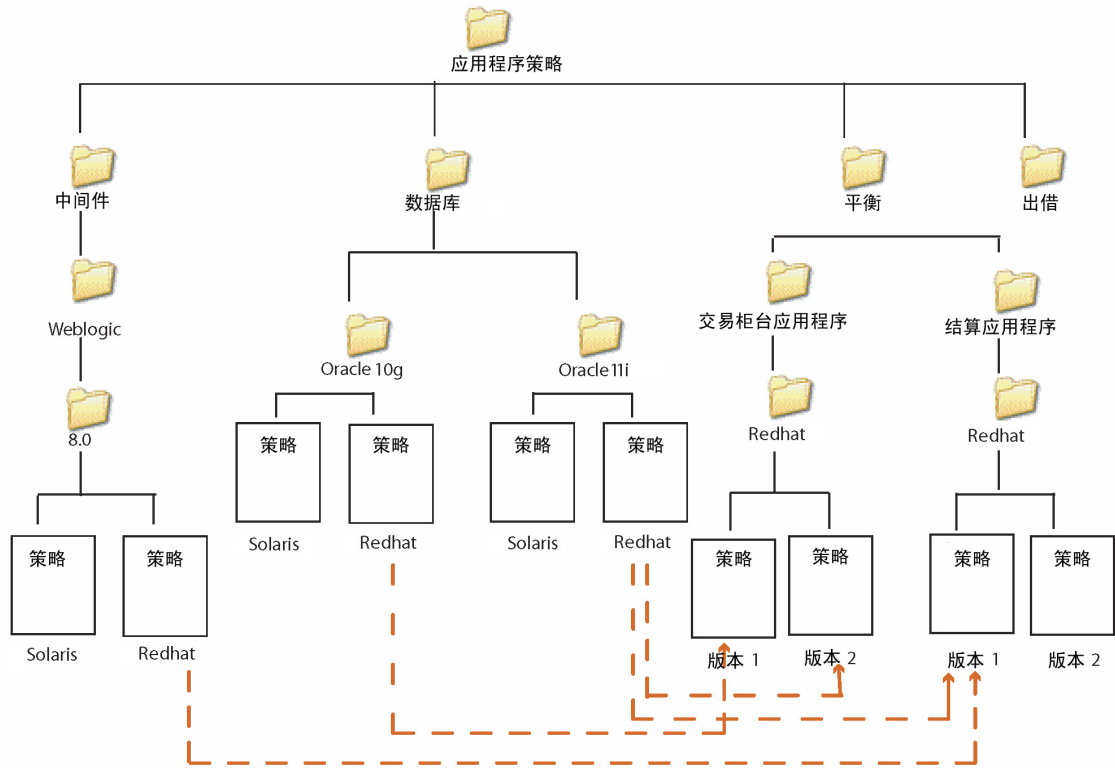 应用程序策略
中间件
数据库
平衡
出借
Weblogic
交易柜台应用程序
结算应用程序
Oracle 10g
Oracle 11i
8.0
Redhat
Redhat
策略
策略
策略
策略
Solaris
Redhat
Solaris
Redhat
策略
策略
策略
策略
策略
策略
Solaris
Redhat
版本 1
版本 2
版本 1
版本 2